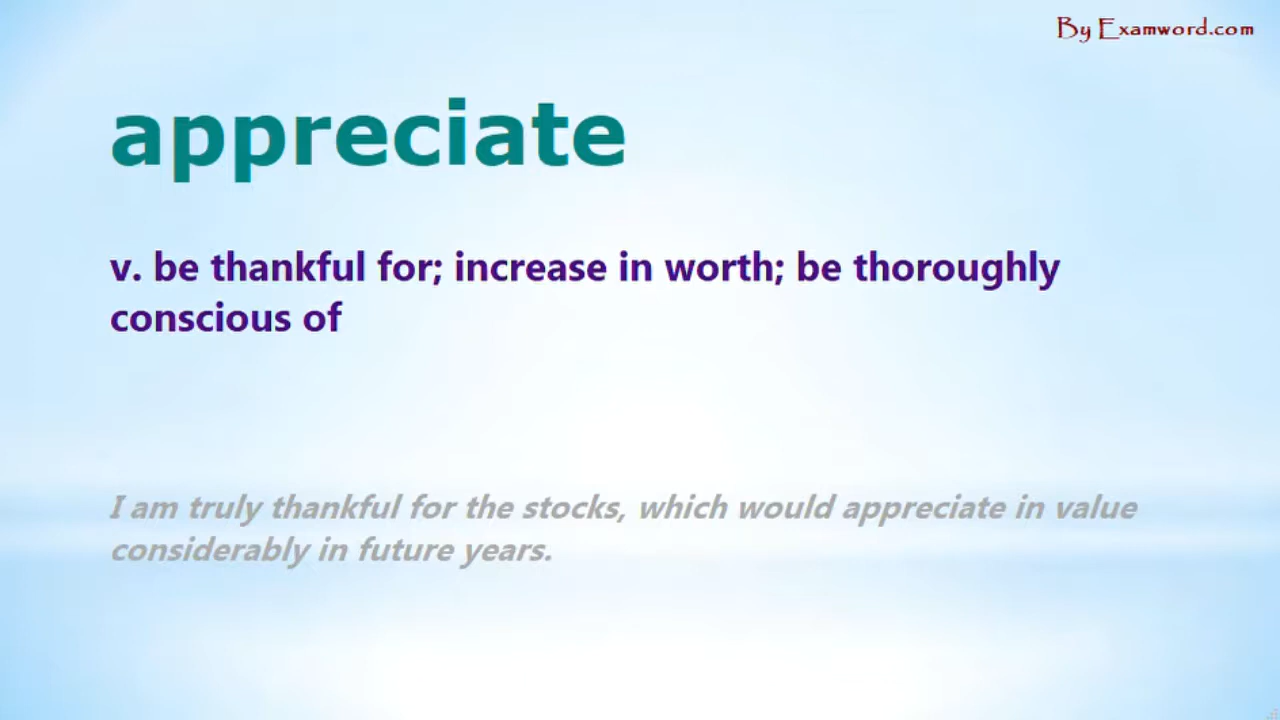 By Examword.com
appreciate
v. be thankful for; increase in worth; be thoroughly
conscious of
I am truly thankful for the stocks, which would appreciate in value
considerably in future years.